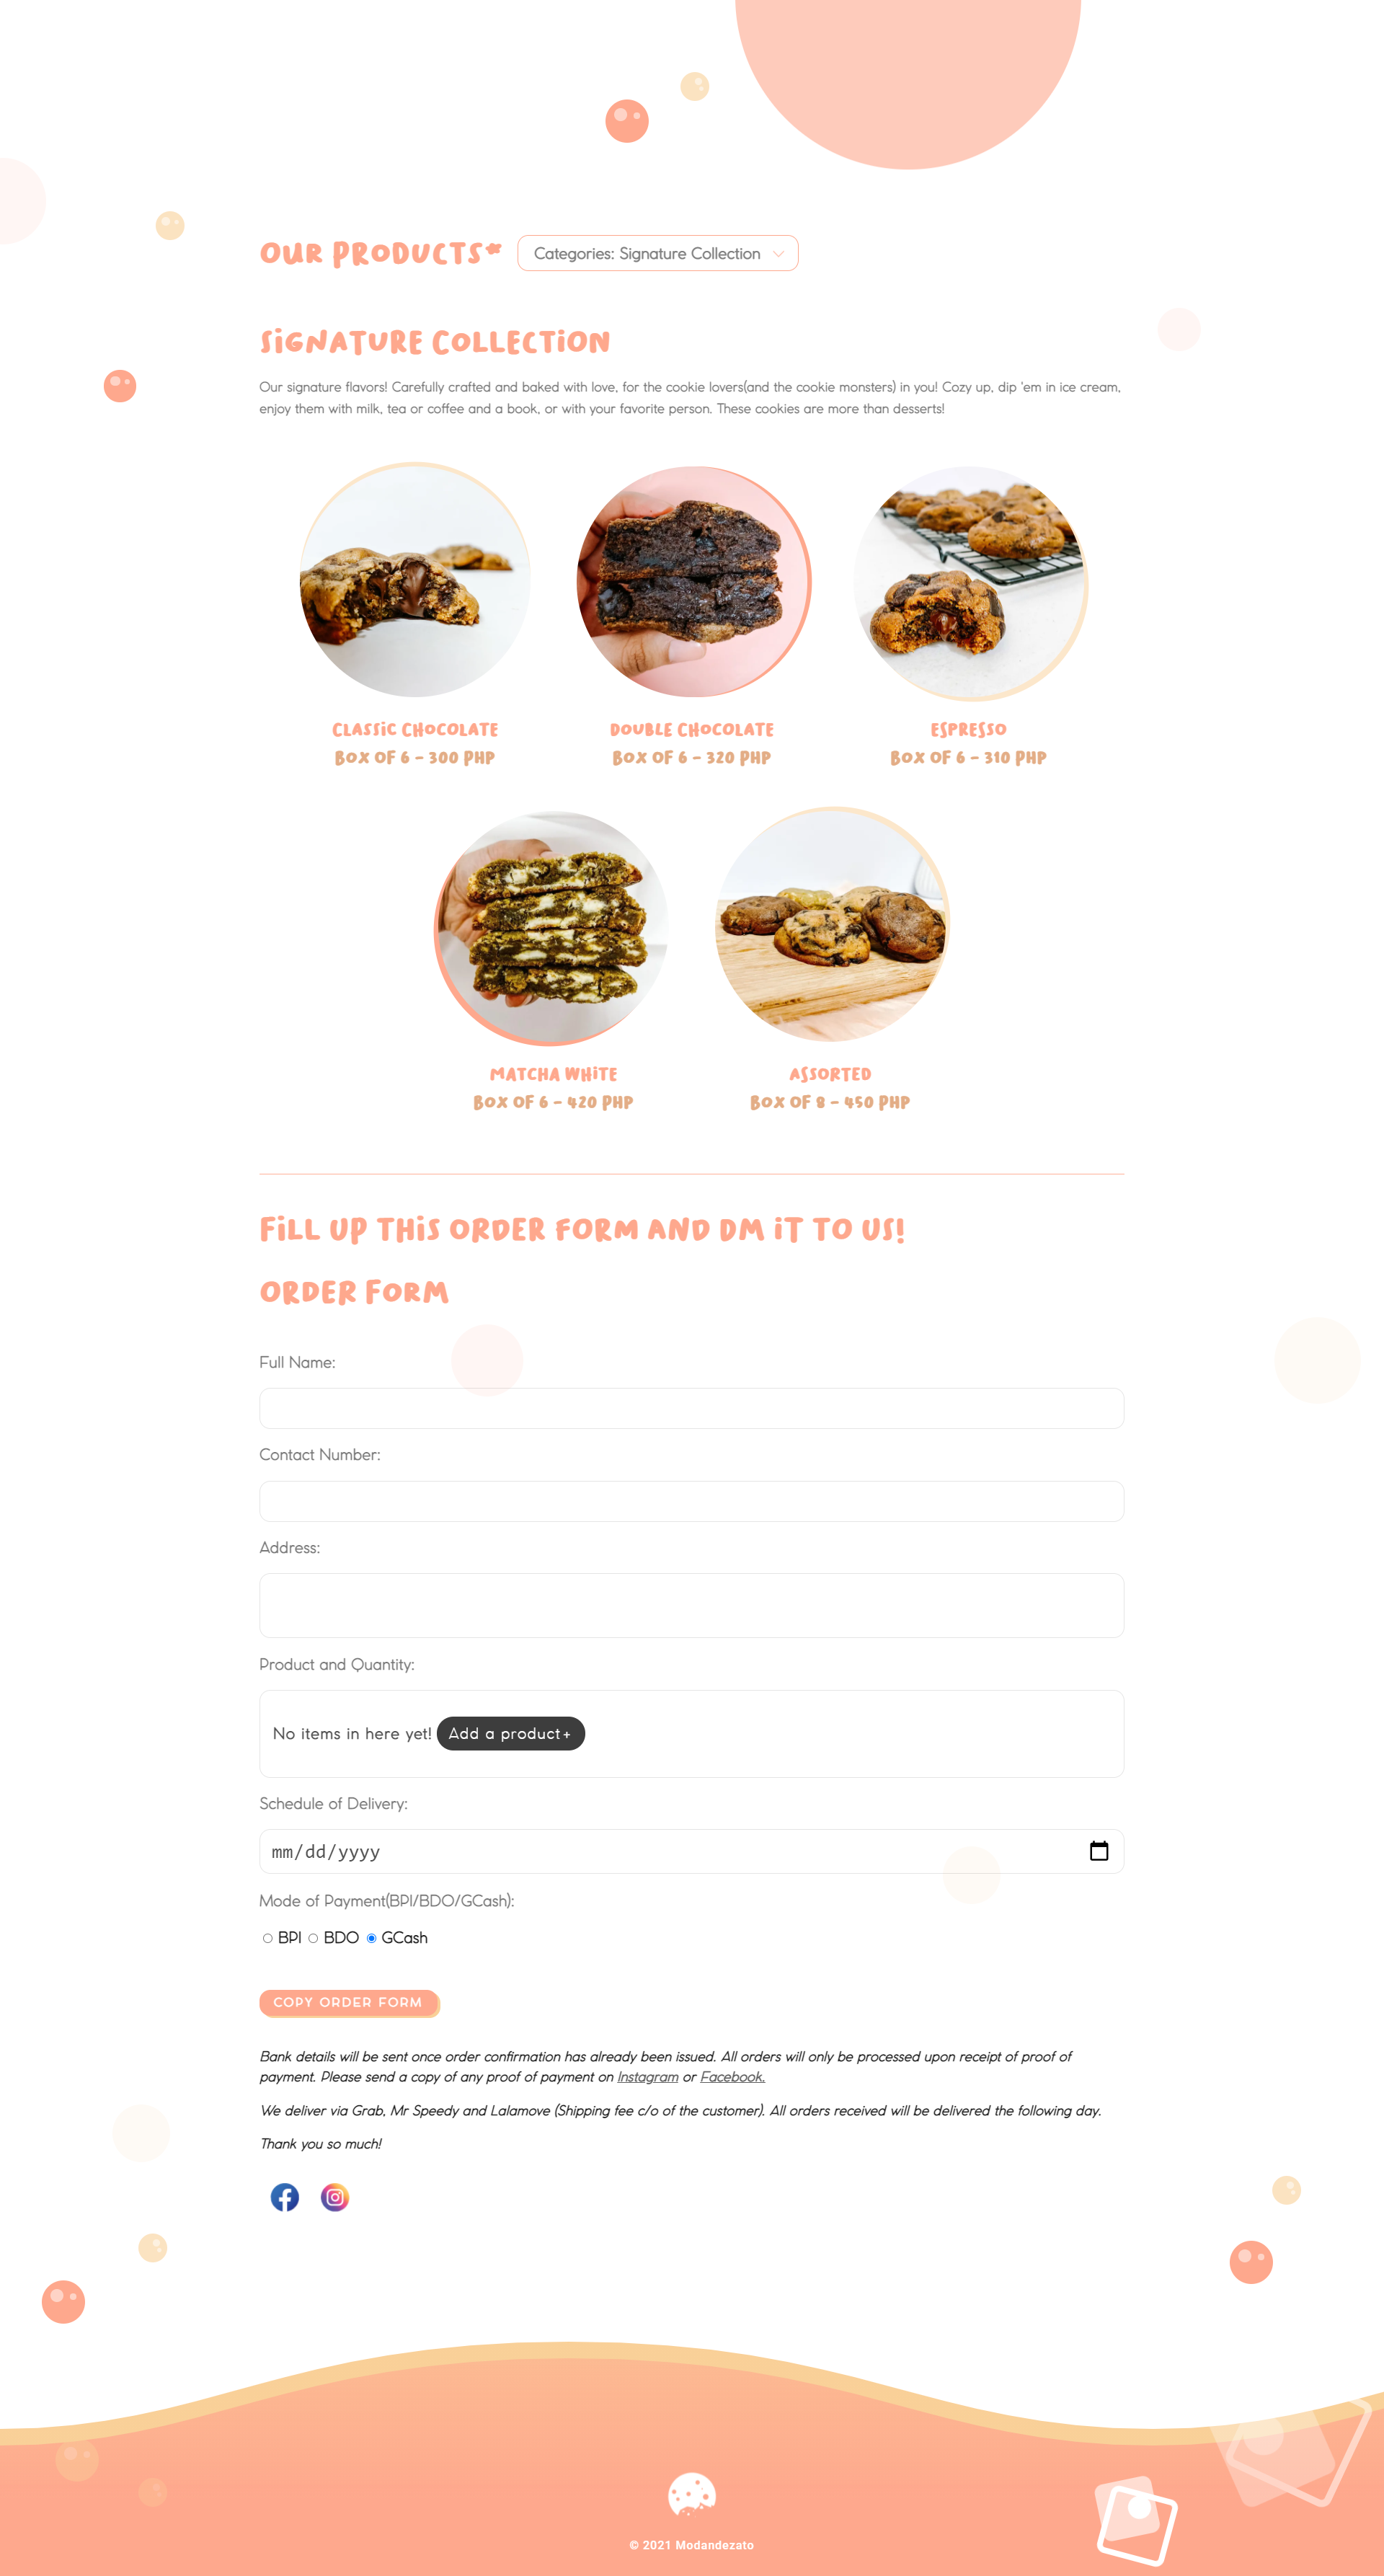 Our Products*
Categories: Signature Collection
Signature Collection
Our signature flavors! Carefully crafted and baked with love, for the cookie lovers(and the cookie monsters) in you! Cozy up, dip 'em in ice cream,
enjoy them with milk, tea or coffee and a book, or with your favorite person. These cookies are more than desserts!
Classic Chocolate
Box of 6 - 300 PHP
Double Chocolate
Box of 6 - 320 PHP
Espresso
Box of 6 - 310 PHP
Matcha White
Box of 6 - 420 PHP
Assorted
Box of 8 - 450 PHP
Fill up this order form and DM it to us!
Order Form
Full Name:
Contact Number:
Address:
Product and Quantity:
No items in here yet! Add a product+
Schedule of Delivery:
mm/dd/yyyy
Mode of Payment(BPI/BDO/GCash):
BPI BDO GCash
COPY ORDER FORM
Bank details will be sent once order confirmation has already been issued. All orders will only be processed upon receipt of proof of
payment. Please send a copy of any proof of payment on Instagram or Facebook.
We deliver via Grab, Mr Speedy and Lalamove (Shipping fee c/o of the customer). All orders received will be delivered the following day.
Thank you so much!
© 2021 Modandezato